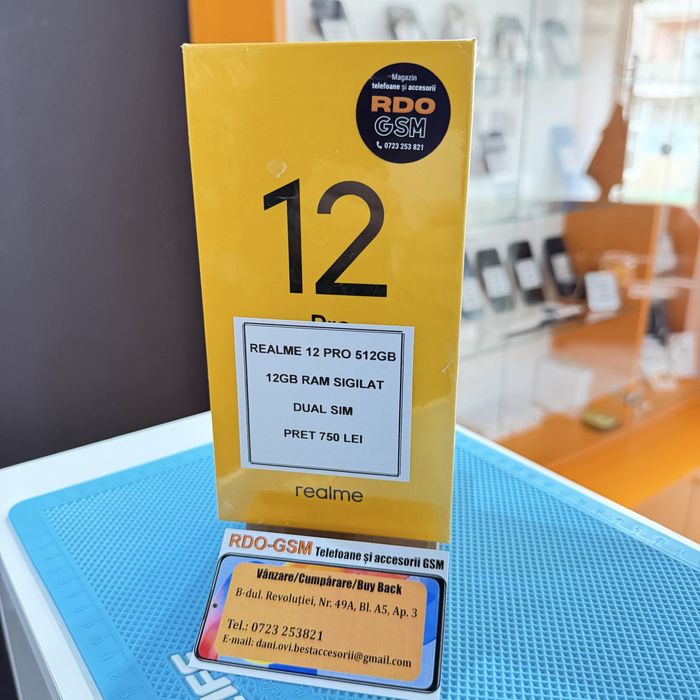 Magazin
telefoane și accesorii
RDO
GSM
0723 253 821
12
Pro
REALME 12 PRO 512GB
12GB RAM SIGILAT
DUAL SIM
PRET 750 LEI
realme
RDO-GSM Telefoane și accesorii GSM
Vânzare/Cumpărare/Buy Back
B-dul. Revoluției, Nr. 49A, Bl. A5, Ap. 3
Tel.: 0723 253821
E-mail: dani.ovi.bestaccesorii@gmail.com